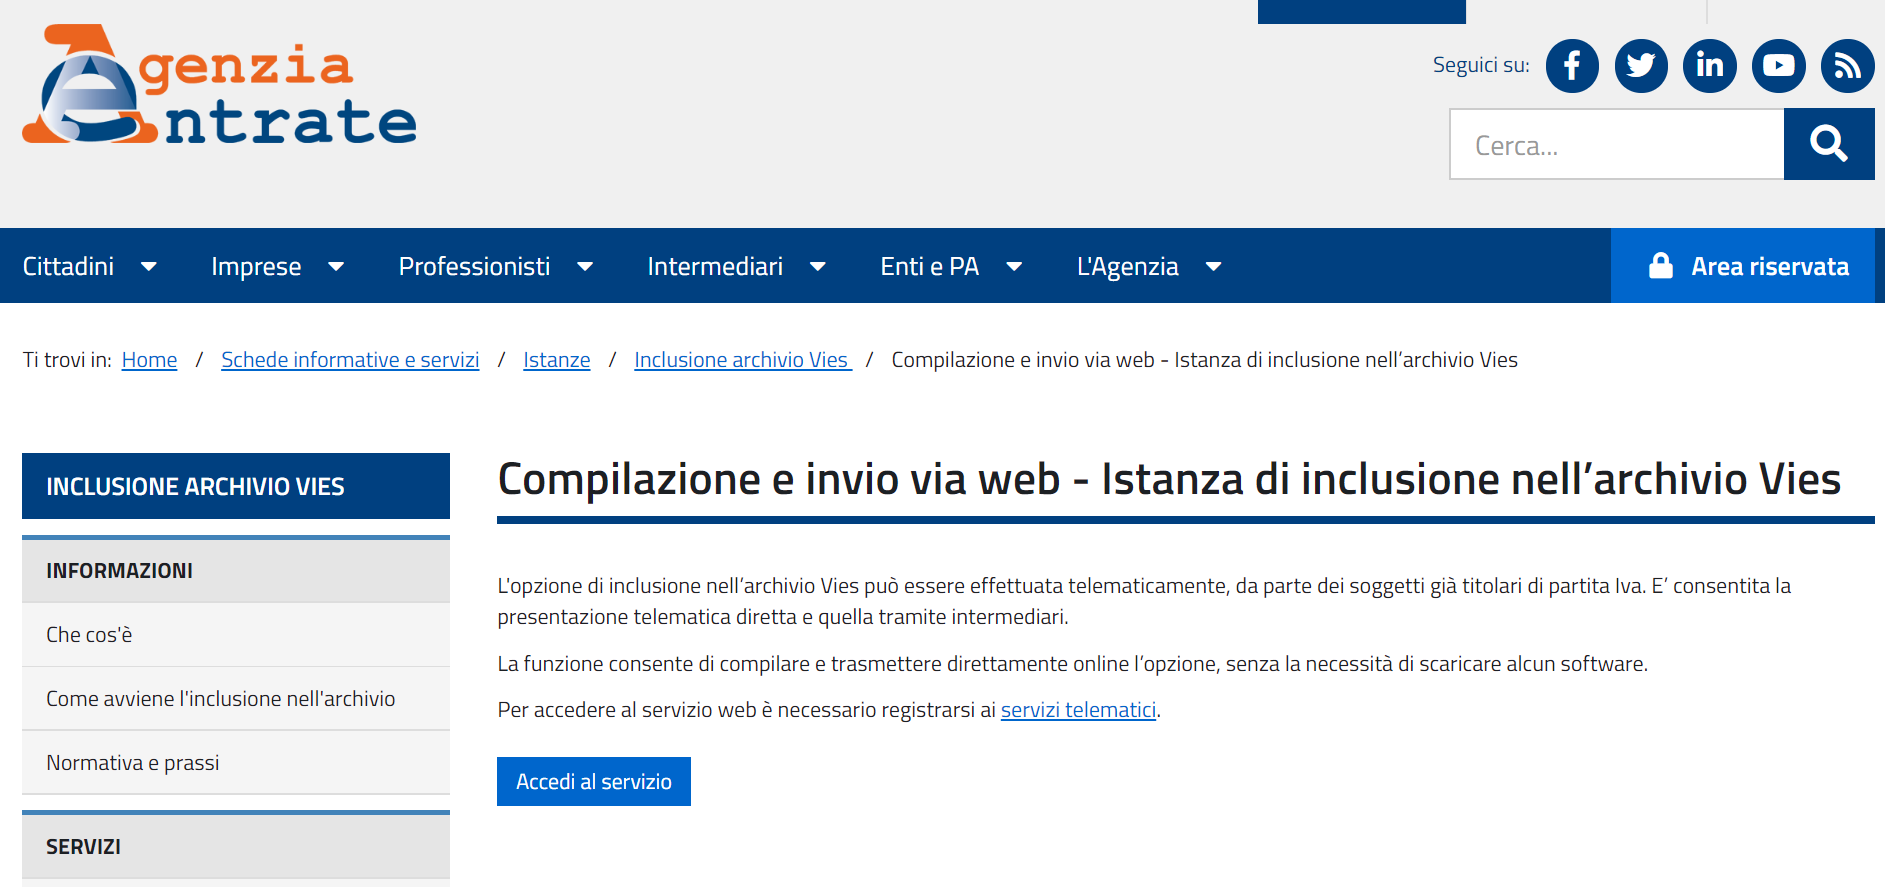 Agenzia
Entrate
Seguici su:
Cerca...
Cittadini Imprese Professionisti Intermediari Enti e PA L'Agenzia Area riservata
Ti trovi in: Home / Schede informative e servizi / Istanze / Inclusione archivio Vies / Compilazione e invio via web - Istanza di inclusione nell’archivio Vies
INCLUSIONE ARCHIVIO VIES
INFORMAZIONI
Che cos'è
Come avviene l'inclusione nell'archivio
Normativa e prassi
SERVIZI
Compilazione e invio via web - Istanza di inclusione nell’archivio Vies
L'opzione di inclusione nell’archivio Vies può essere effettuata telematicamente, da parte dei soggetti già titolari di partita Iva. E’ consentita la
presentazione telematica diretta e quella tramite intermediari.
La funzione consente di compilare e trasmettere direttamente online l’opzione, senza la necessità di scaricare alcun software.
Per accedere al servizio web è necessario registrarsi ai servizi telematici.
Accedi al servizio